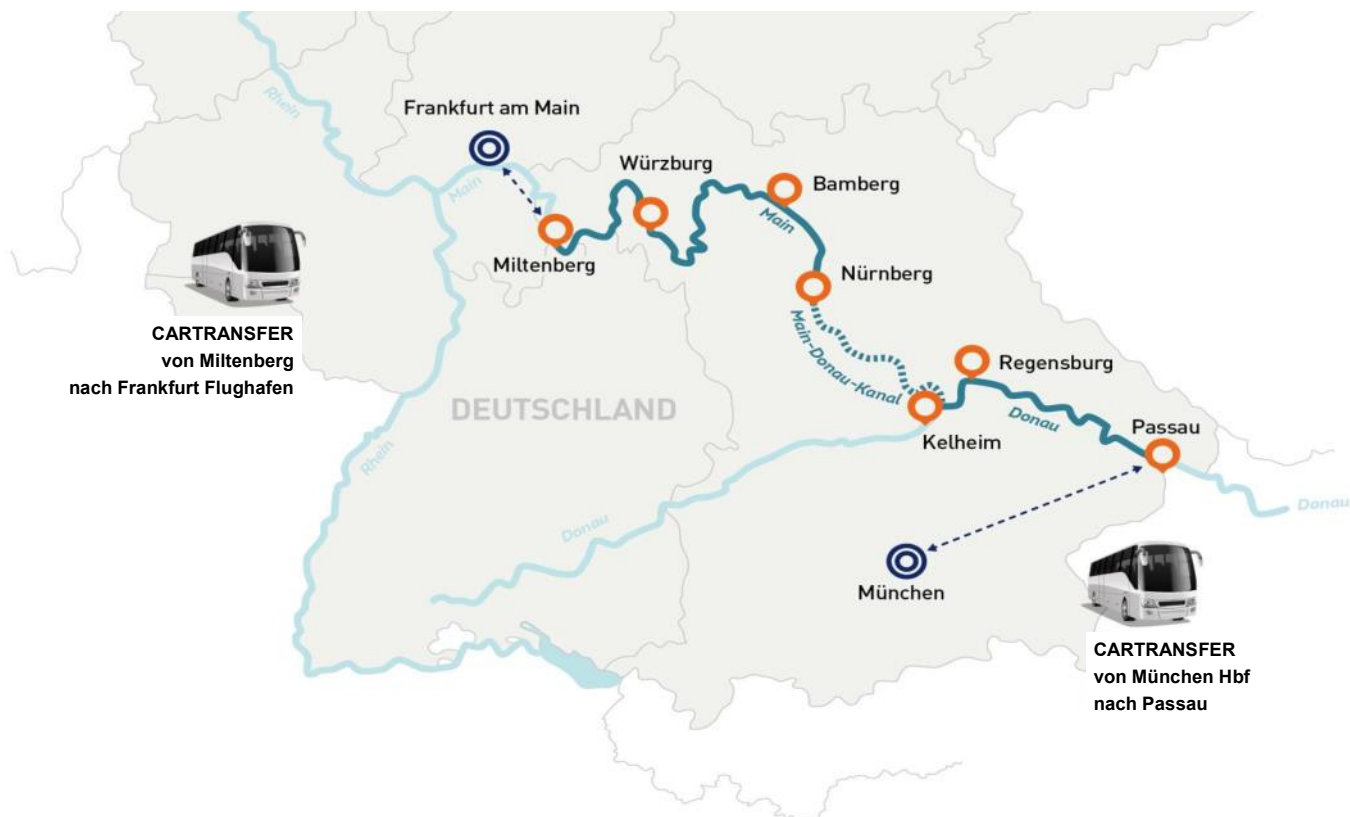 Rhein
Frankfurt am Main
Main
Würzburg
Bamberg
Main
Miltenberg
Nürnberg
CARTRANSFER
von Miltenberg
nach Frankfurt Flughafen
Main-Donau-Kanal
Regensburg
DEUTSCHLAND
Donau
Passau
Kelheim
Rhein
Donau
Donau
München
CARTRANSFER
von München Hbf
nach Passau